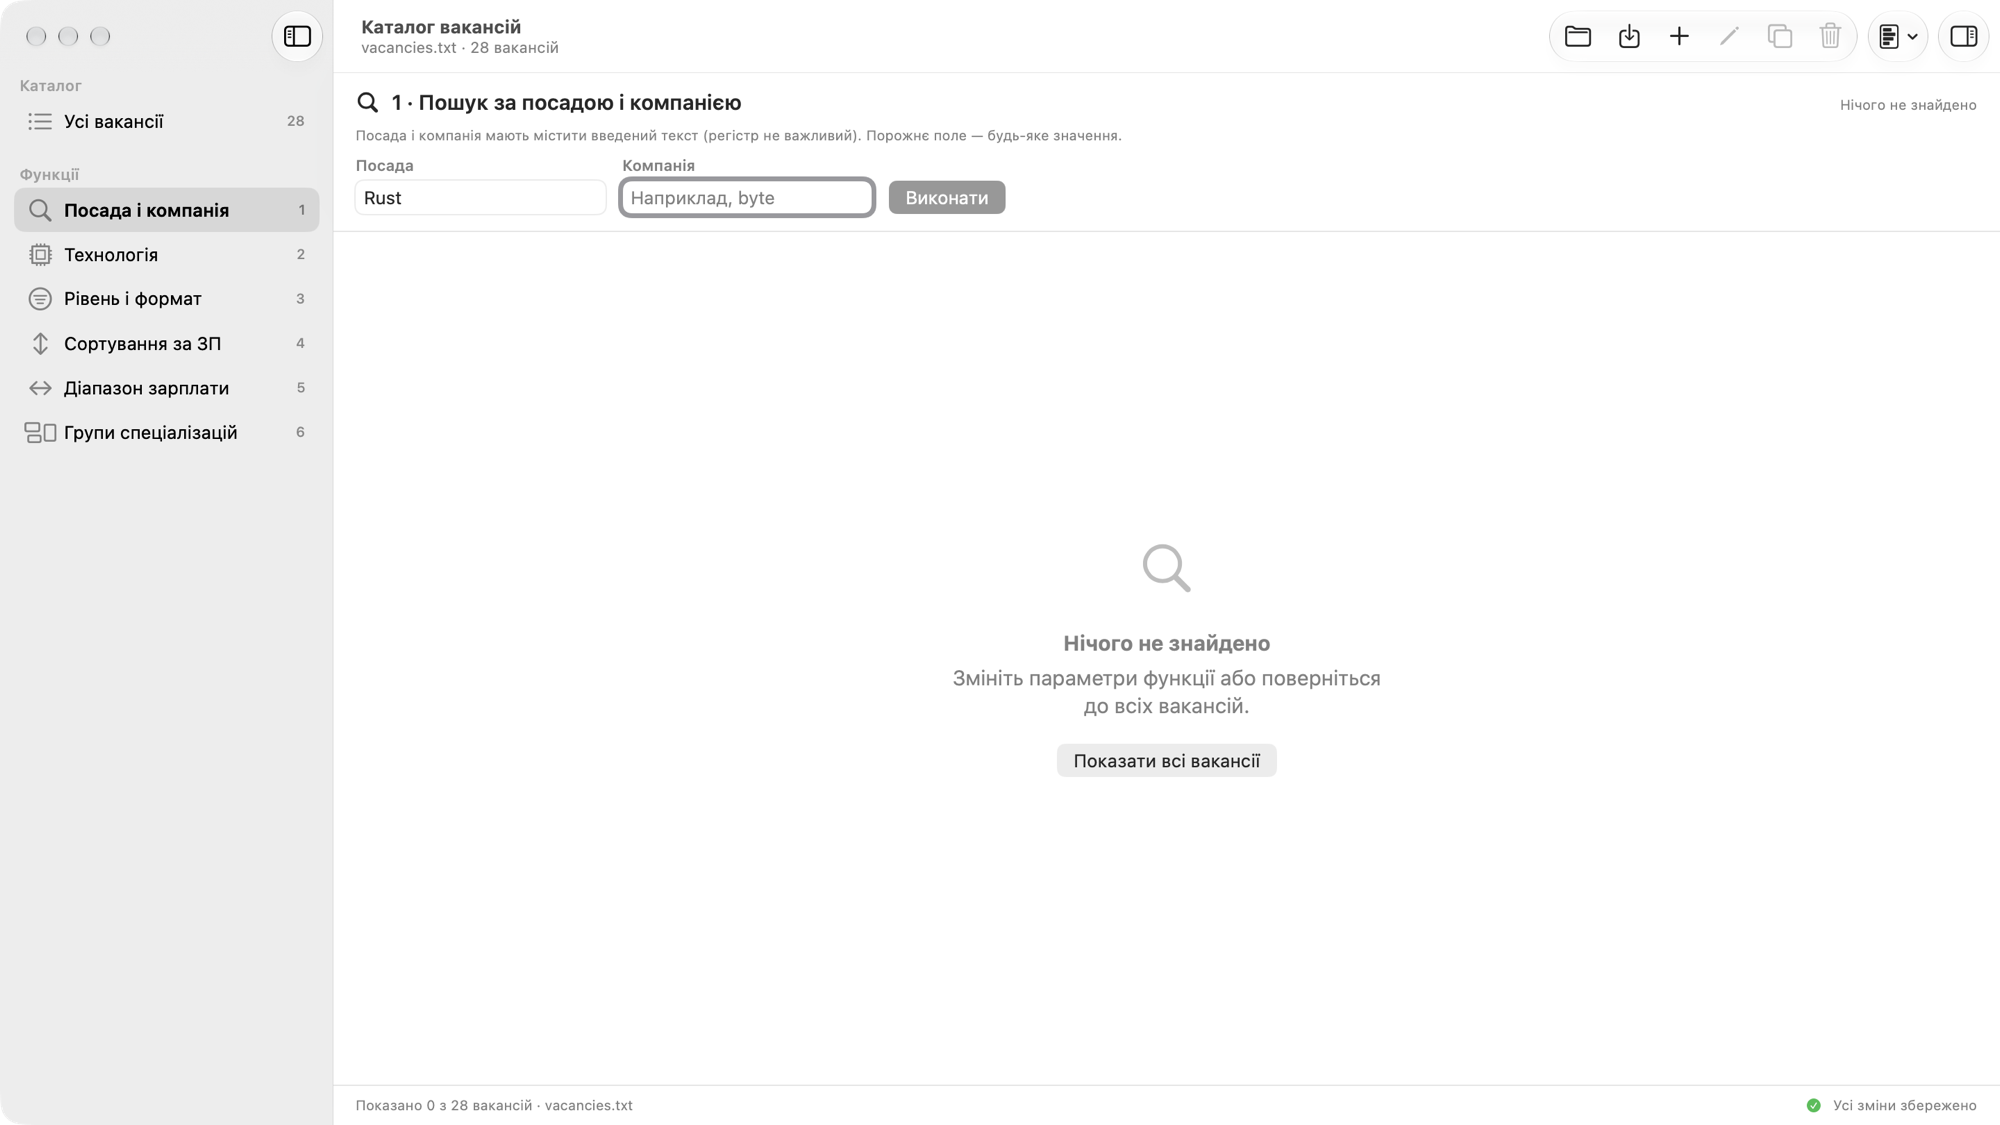 Каталог вакансій
vacancies.txt · 28 вакансій
Каталог
Усі вакансії 28
Функції
Посада і компанія 1
Технологія 2
Рівень і формат 3
Сортування за ЗП 4
Діапазон зарплати 5
Групи спеціалізацій 6
1 · Пошук за посадою і компанією
Нічого не знайдено
Посада і компанія мають містити введений текст (регістр не важливий). Порожнє поле — будь-яке значення.
Посада Компанія
Rust Наприклад, byte Виконати
Нічого не знайдено
Змініть параметри функції або поверніться
до всіх вакансій.
Показати всі вакансії
Показано 0 з 28 вакансій · vacancies.txt
Усі зміни збережено